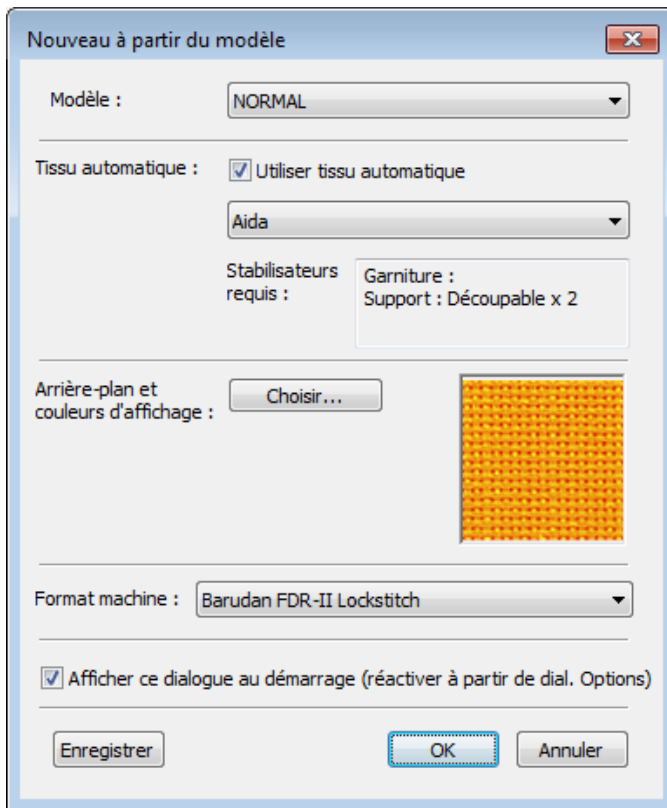 Nouveau à partir du modèle
Modèle :
NORMAL
Tissu automatique :
Utiliser tissu automatique
Aida
Stabilisateurs
requis :
Garniture :
Support : Découpable x 2
Arrière-plan et
couleurs d'affichage :
Choisir...
Format machine :
Barudan FDR-II Lockstitch
Afficher ce dialogue au démarrage (réactiver à partir de dial. Options)
Enregistrer
OK
Annuler